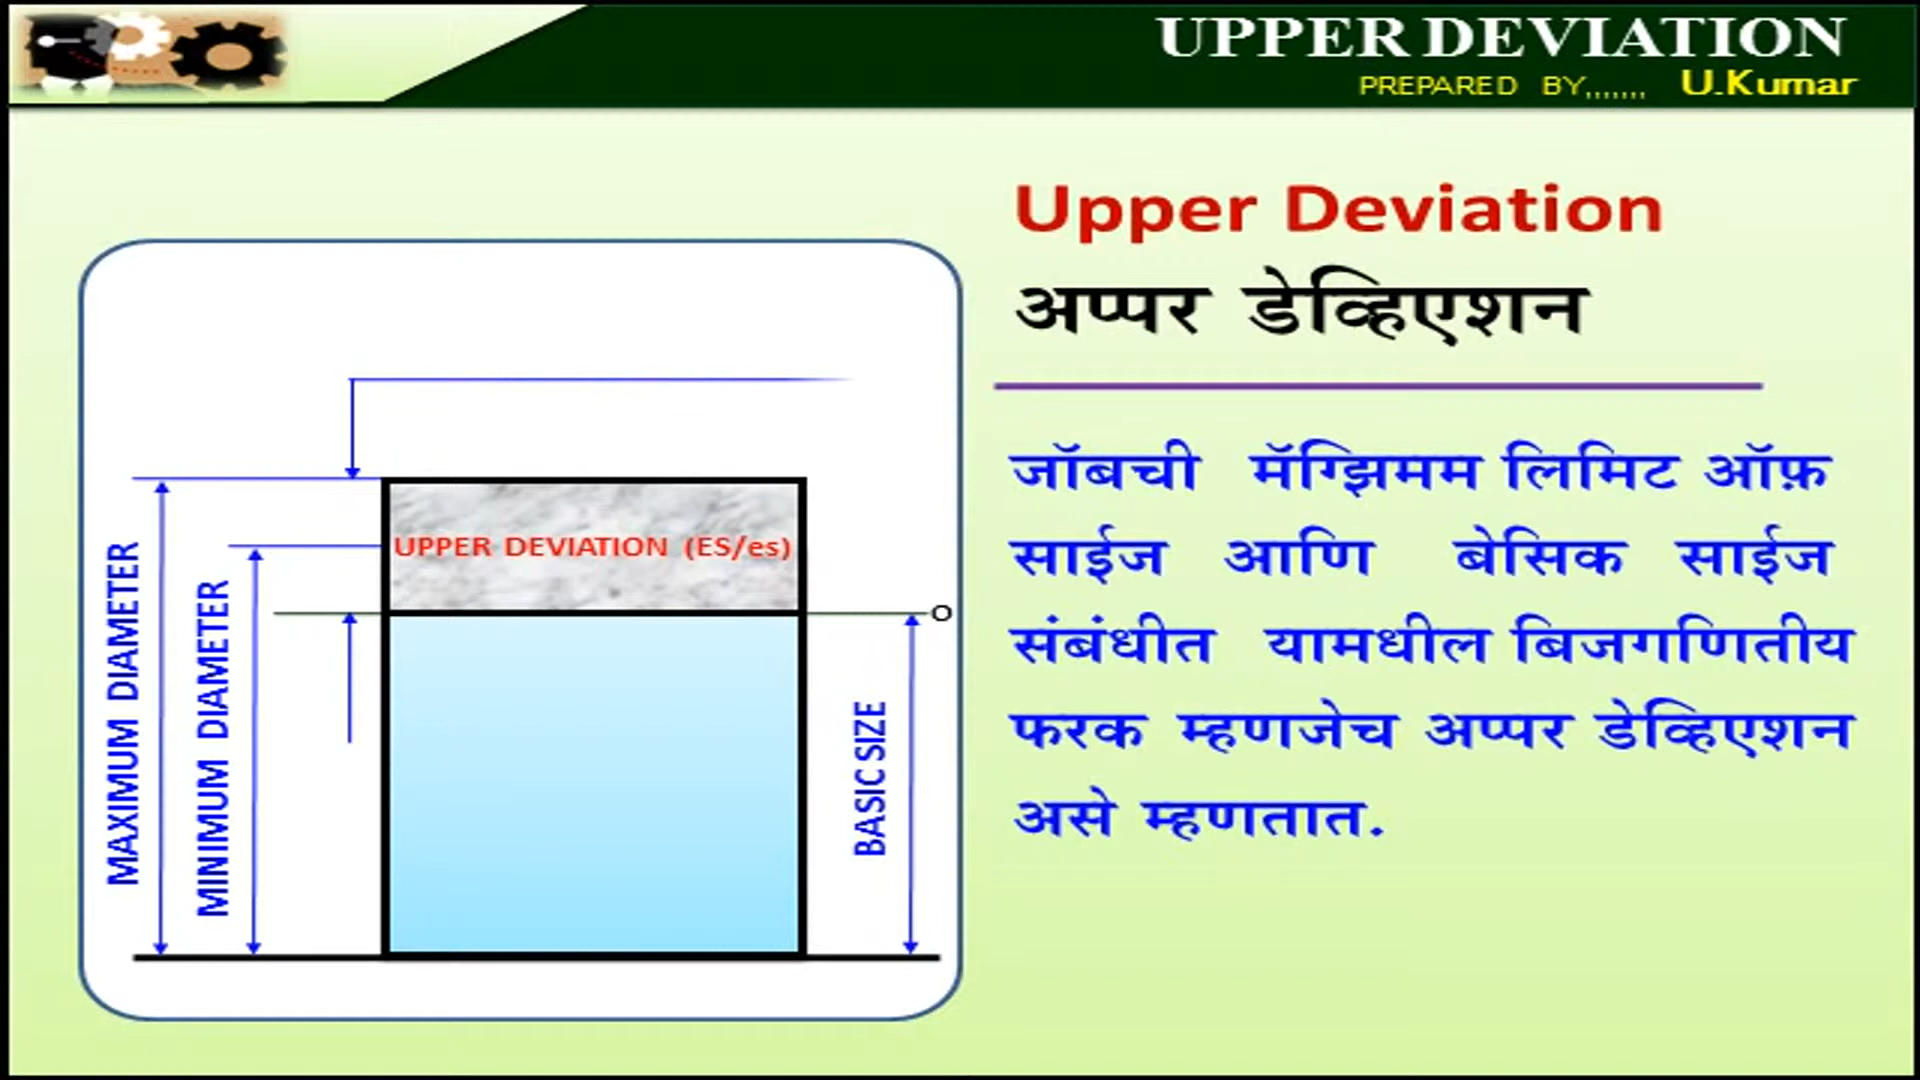 UPPER DEVIATION
PREPARED BY,,,,,,, U.Kumar
Upper Deviation
अप्पर डेव्हिएशन
जॉबची मॅग्झिमम लिमिट ऑफ़
साईज आणि बेसिक साईज
संबंधीत यामधील बिजगणितीय
फरक म्हणजेच अप्पर डेव्हिएशन
असे म्हणतात.
UPPER DEVIATION (ES/es)
MAXIMUM DIAMETER
MINIMUM DIAMETER
BASIC SIZE
O